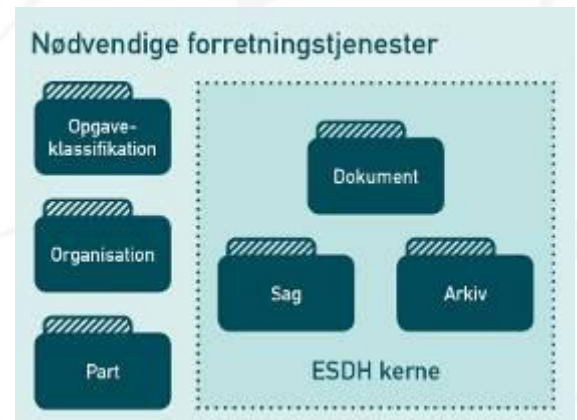 Nødvendige forretningstjenester
Opgave-
klassifikation
Organisation
Part
Dokument
Sag
Arkiv
ESDH kerne